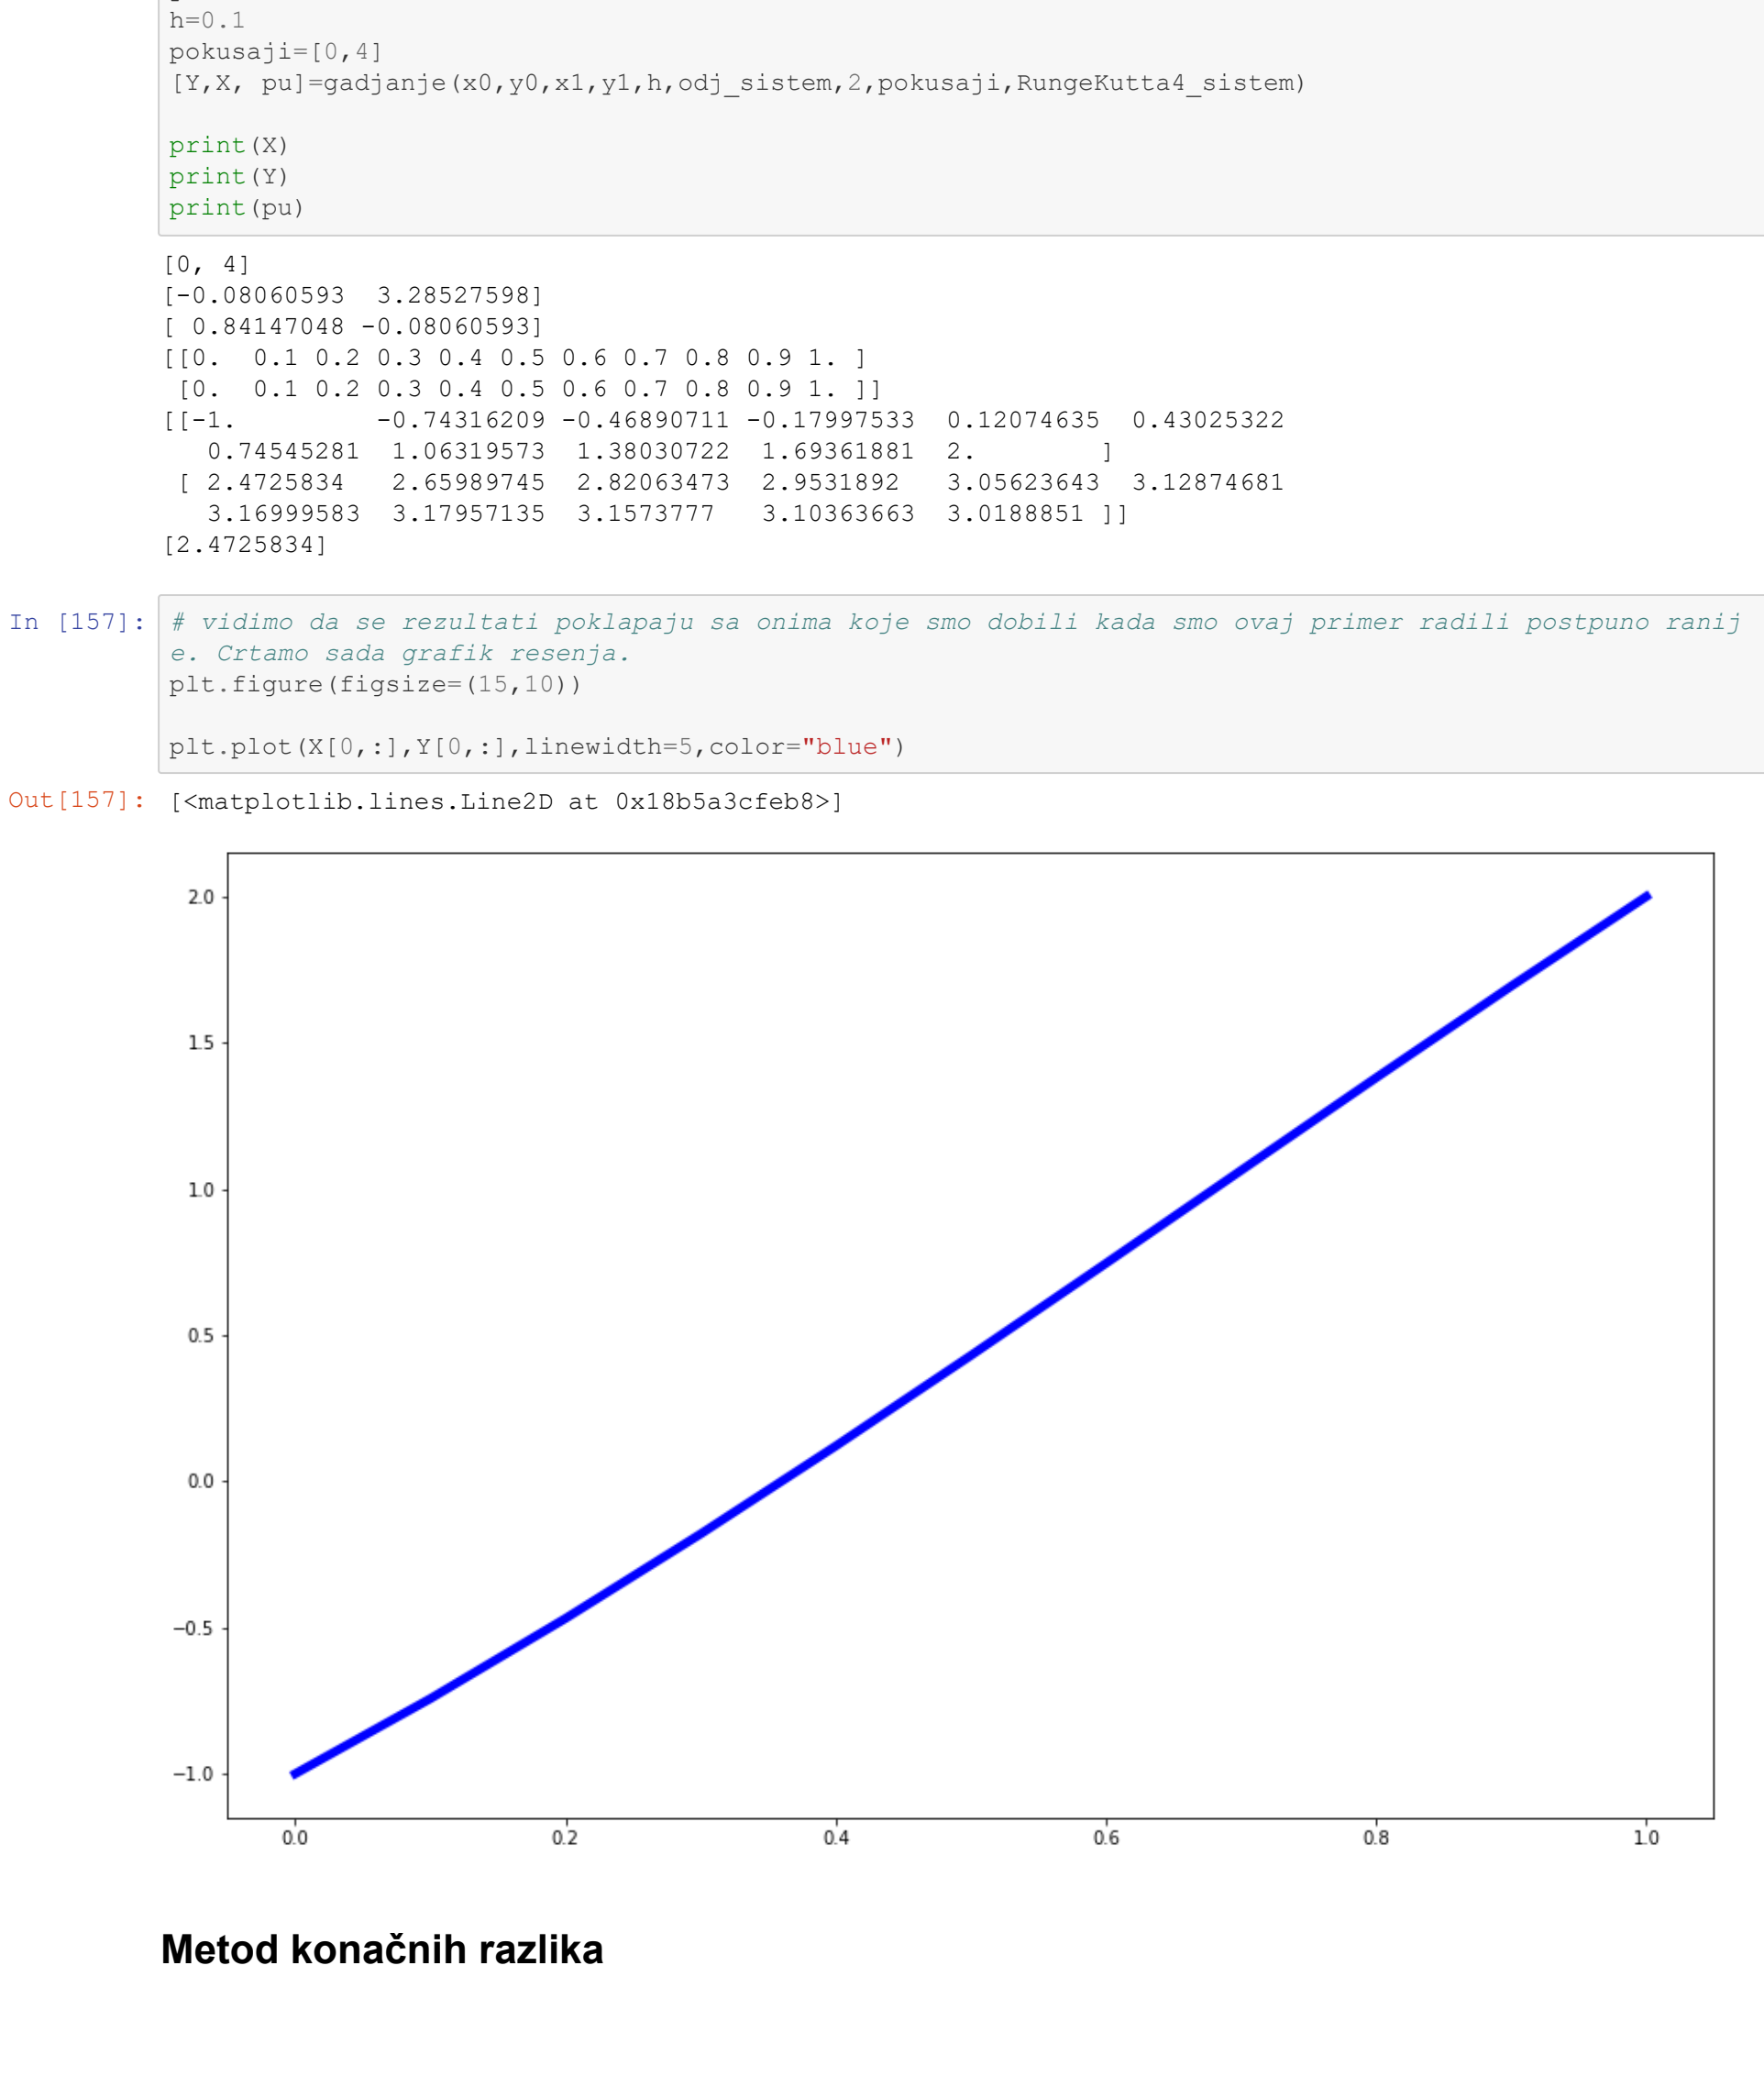 h=0.1
pokusaji=[0,4]
[Y,X, pu]=gadjanje(x0,y0,x1,y1,h,odj_sistem,2,pokusaji,RungeKutta4_sistem)
print(X)
print(Y)
print(pu)
[0, 4]
[-0.08060593  3.28527598]
[ 0.84147048 -0.08060593]
[[0.  0.1 0.2 0.3 0.4 0.5 0.6 0.7 0.8 0.9 1. ]
 [0.  0.1 0.2 0.3 0.4 0.5 0.6 0.7 0.8 0.9 1. ]]
[[-1.         -0.74316209 -0.46890711 -0.17997533  0.12074635  0.43025322
   0.74545281  1.06319573  1.38030722  1.69361881  2.        ]
 [ 2.4725834   2.65989745  2.82063473  2.9531892   3.05623643  3.12874681
   3.16999583  3.17957135  3.1573777   3.10363663  3.0188851 ]]
[2.4725834]
In [157]: # vidimo da se rezultati poklapaju sa onima koje smo dobili kada smo ovaj primer radili postpuno ranij
e. Crtamo sada grafik resenja.
plt.figure(figsize=(15,10))
plt.plot(X[0,:],Y[0,:],linewidth=5,color="blue")
Out[157]: [<matplotlib.lines.Line2D at 0x18b5a3cfeb8>]
2.0
1.5
1.0
0.5
0.0
−0.5
−1.0
0.0 0.2 0.4 0.6 0.8 1.0
Metod konačnih razlika